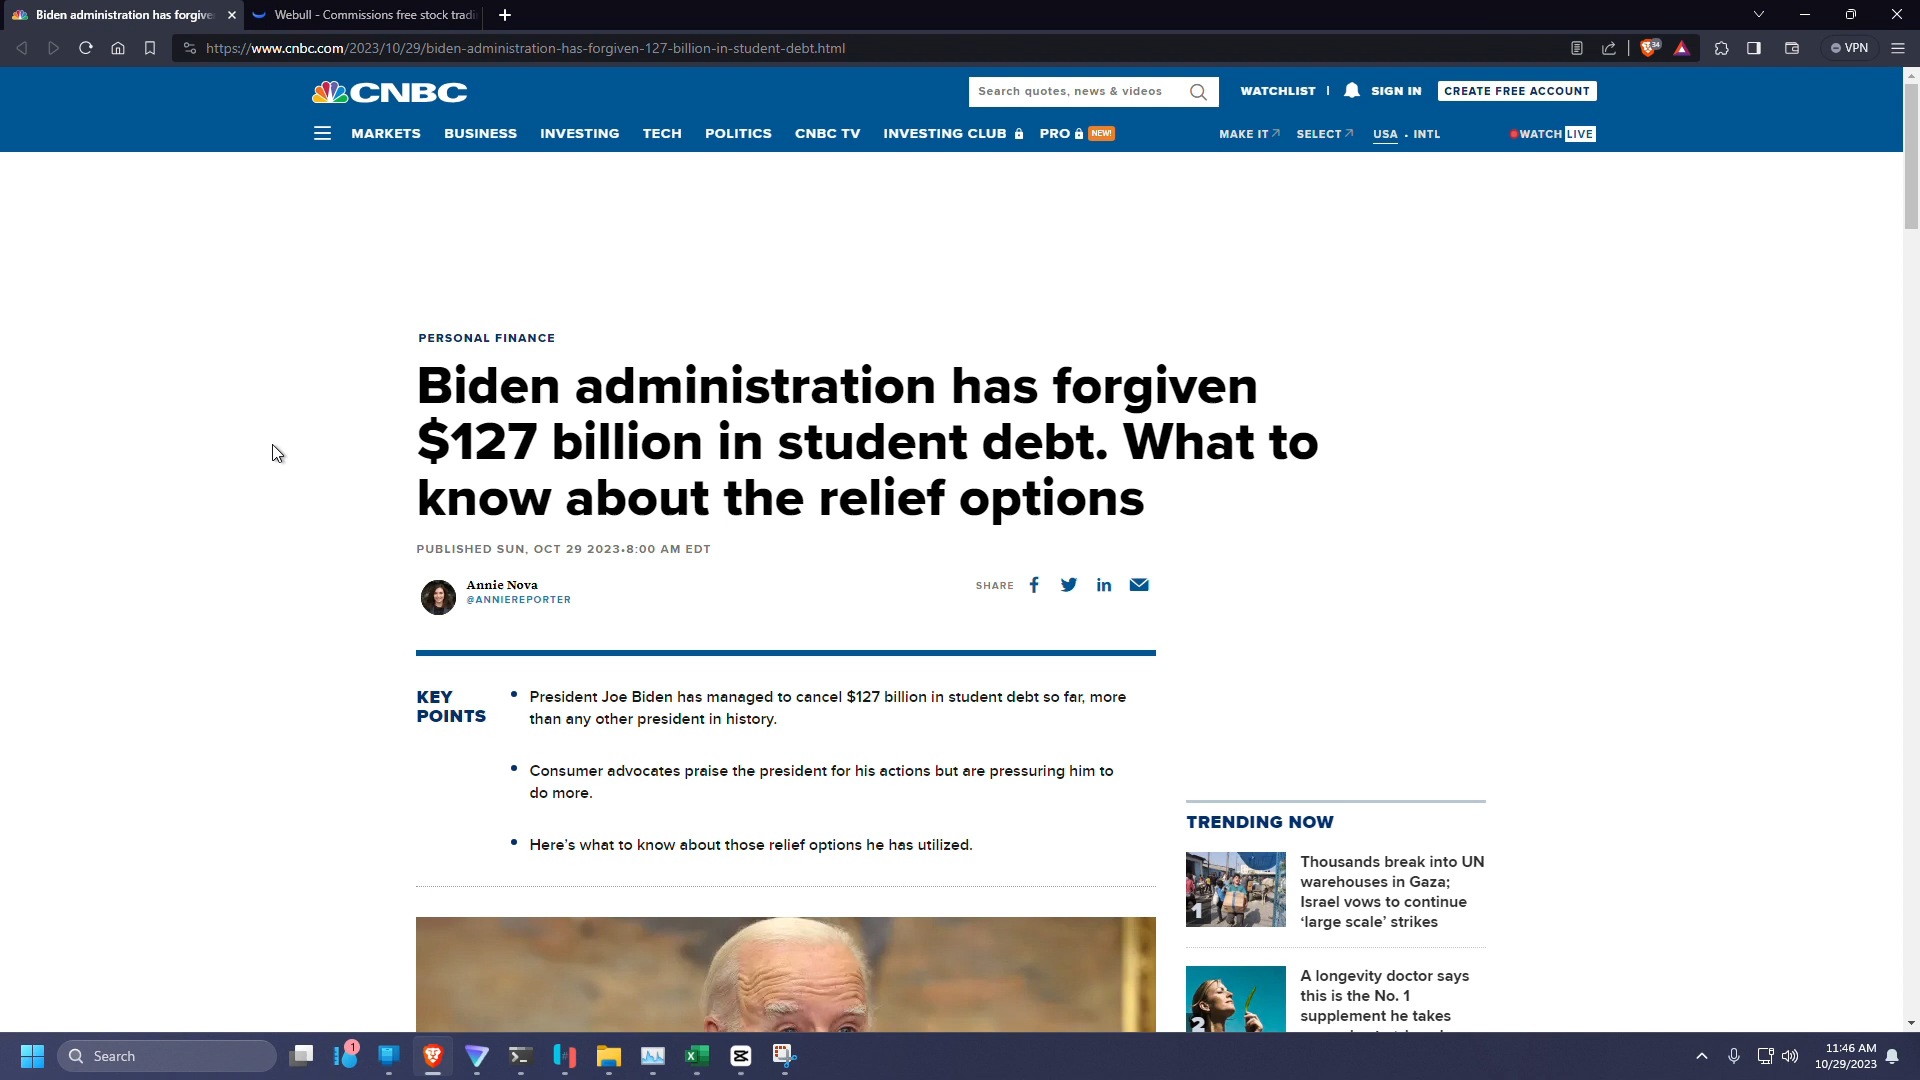 Biden administration has forgive
Webull - Commissions free stock tradi
https://www.cnbc.com/2023/10/29/biden-administration-has-forgiven-127-billion-in-student-debt.html
34
VPN
CNBC
Search quotes, news & videos
WATCHLIST
SIGN IN
CREATE FREE ACCOUNT
MARKETS BUSINESS INVESTING TECH POLITICS CNBC TV INVESTING CLUB PRO NEW!
MAKE IT SELECT USA • INTL
WATCH LIVE
PERSONAL FINANCE
Biden administration has forgiven
$127 billion in student debt. What to
know about the relief options
PUBLISHED SUN, OCT 29 2023•8:00 AM EDT
Annie Nova
@ANNIEREPORTER
SHARE
KEY
POINTS
• President Joe Biden has managed to cancel $127 billion in student debt so far, more
than any other president in history.
• Consumer advocates praise the president for his actions but are pressuring him to
do more.
• Here's what to know about those relief options he has utilized.
TRENDING NOW
1
Thousands break into UN
warehouses in Gaza;
Israel vows to continue
'large scale' strikes
2
A longevity doctor says
this is the No. 1
supplement he takes
Search
1
11:46 AM
10/29/2023